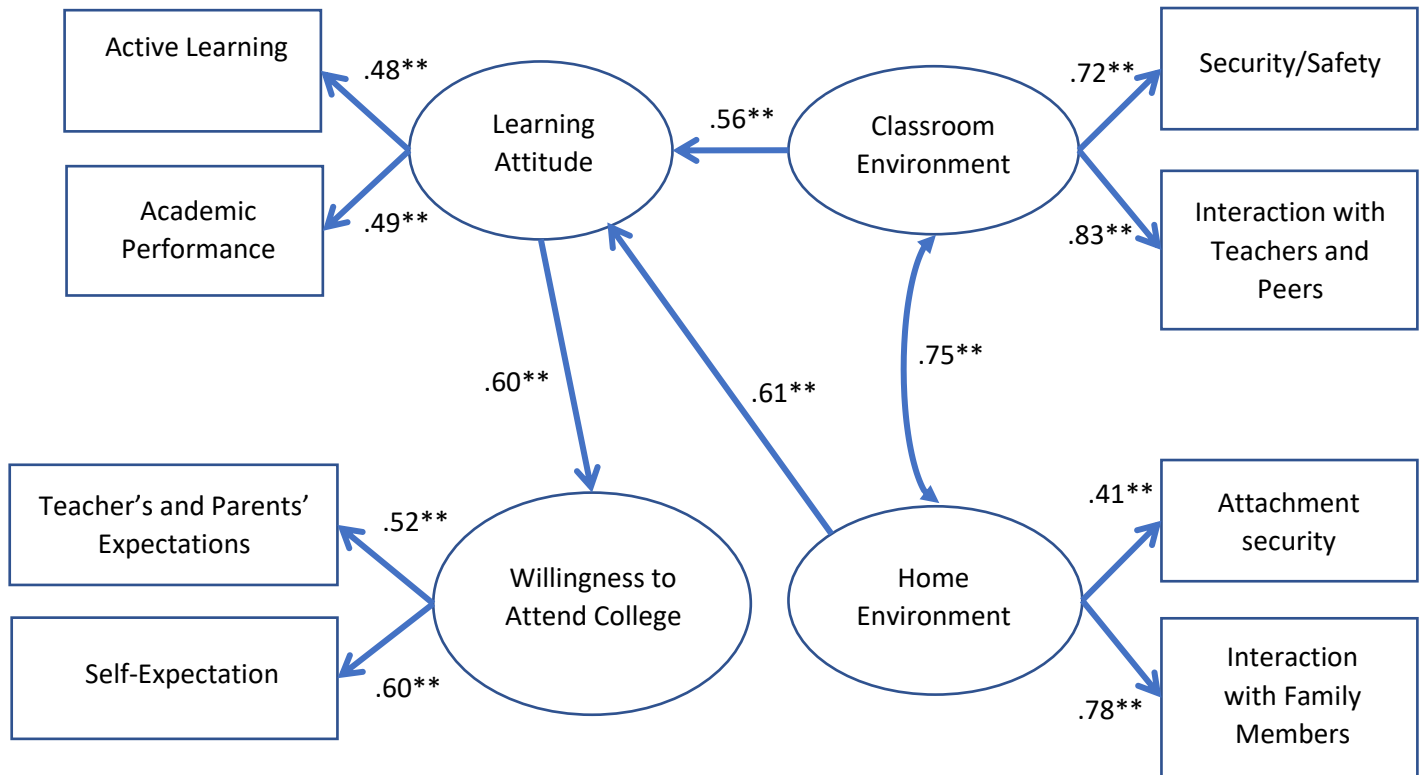 Active Learning
.48**
Learning
Attitude
.56**
Classroom
Environment
.72**
Security/Safety
Academic
Performance
.49**
.83**
Interaction with
Teachers and
Peers
.60**
.61**
.75**
Teacher’s and Parents’
Expectations
.52**
Willingness to
Attend College
Home
Environment
.41**
Attachment
security
Self-Expectation
.60**
.78**
Interaction
with Family
Members